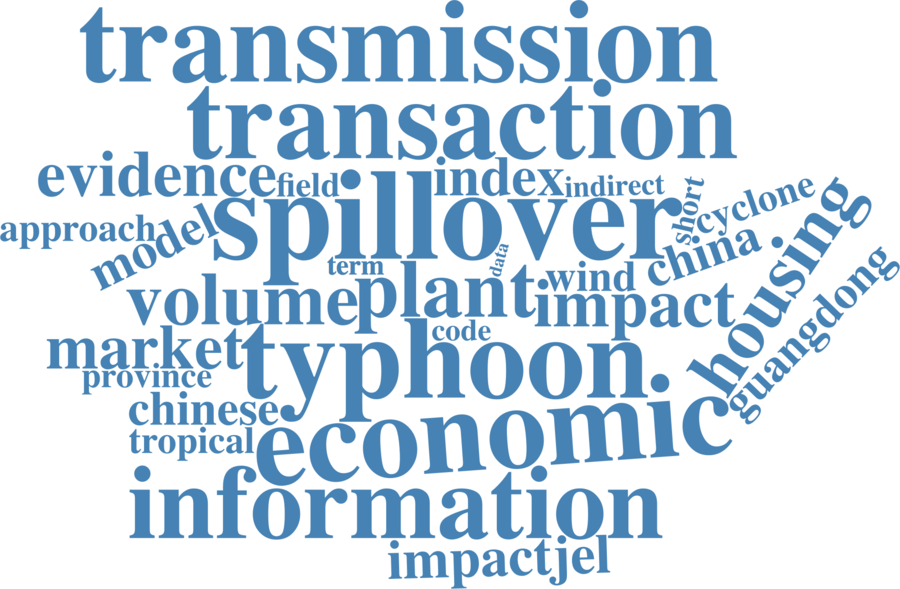 transmission
transaction
evidence
field
index
indirect
short
cyclone
approach
model
spillover
china
housing
term
data
wind
guangdong
volume
plant
impact
code
market
typhoon
province
chinese
tropical
economic
information
impactjel